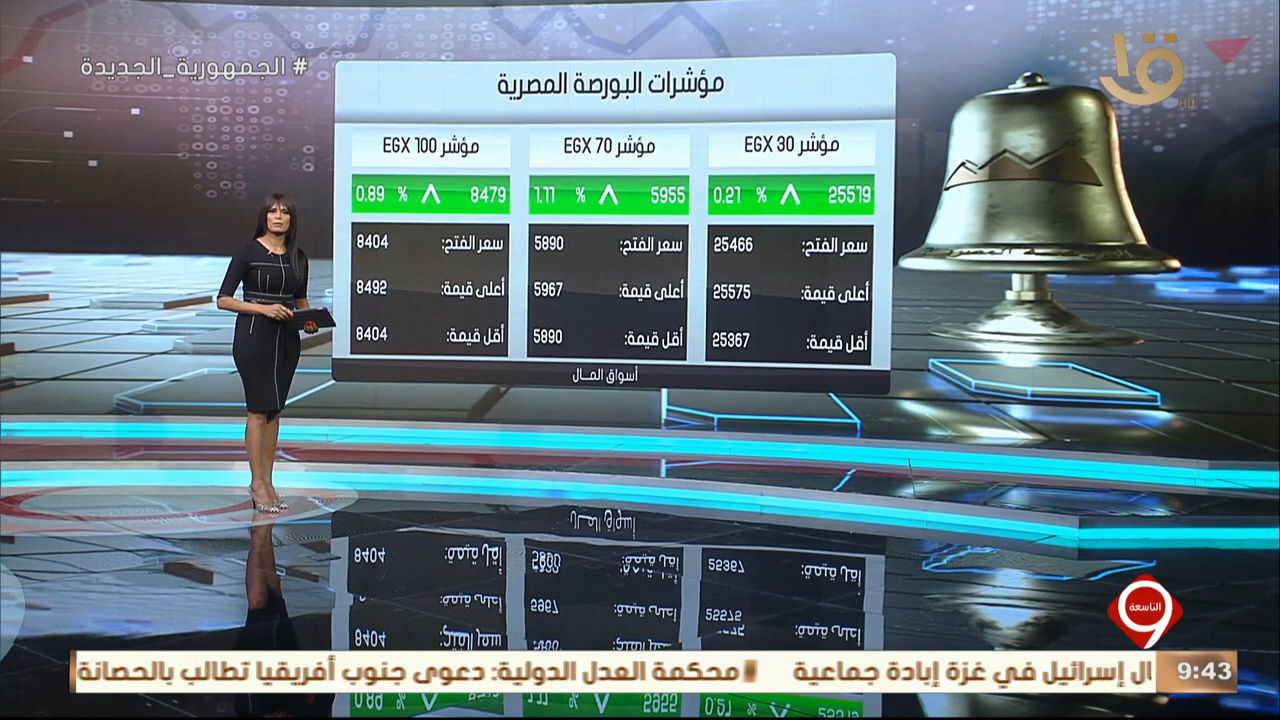 # الجمهورية_الجديدة
مؤشرات البورصة المصرية
مؤشر EGX 30
25519 % 0.21
سعر الفتح: 25466
أعلى قيمة: 25575
أقل قيمة: 25367
مؤشر EGX 70
5955 % 1.11
سعر الفتح: 5890
أعلى قيمة: 5967
أقل قيمة: 5890
مؤشر EGX 100
8479 % 0.89
سعر الفتح: 8404
أعلى قيمة: 8492
أقل قيمة: 8404
أسواق المـال
HD
التاسعة
9
9:43
ال إسرائيل في غزة إبادة جماعية
محكمة العدل الدولية: دعوى جنوب أفريقيا تطالب بالحصانة